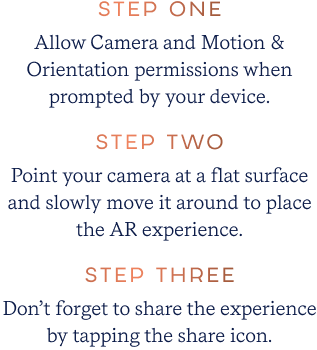 STEP ONE
Allow Camera and Motion &
Orientation permissions when
prompted by your device.
STEP TWO
Point your camera at a flat surface
and slowly move it around to place
the AR experience.
STEP THREE
Don’t forget to share the experience
by tapping the share icon.